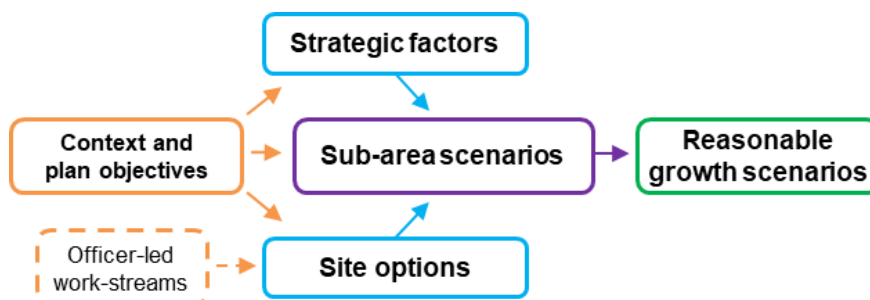 Strategic factors
Context and
plan objectives
Sub-area scenarios
Reasonable
growth scenarios
Officer-led
work-streams
Site options